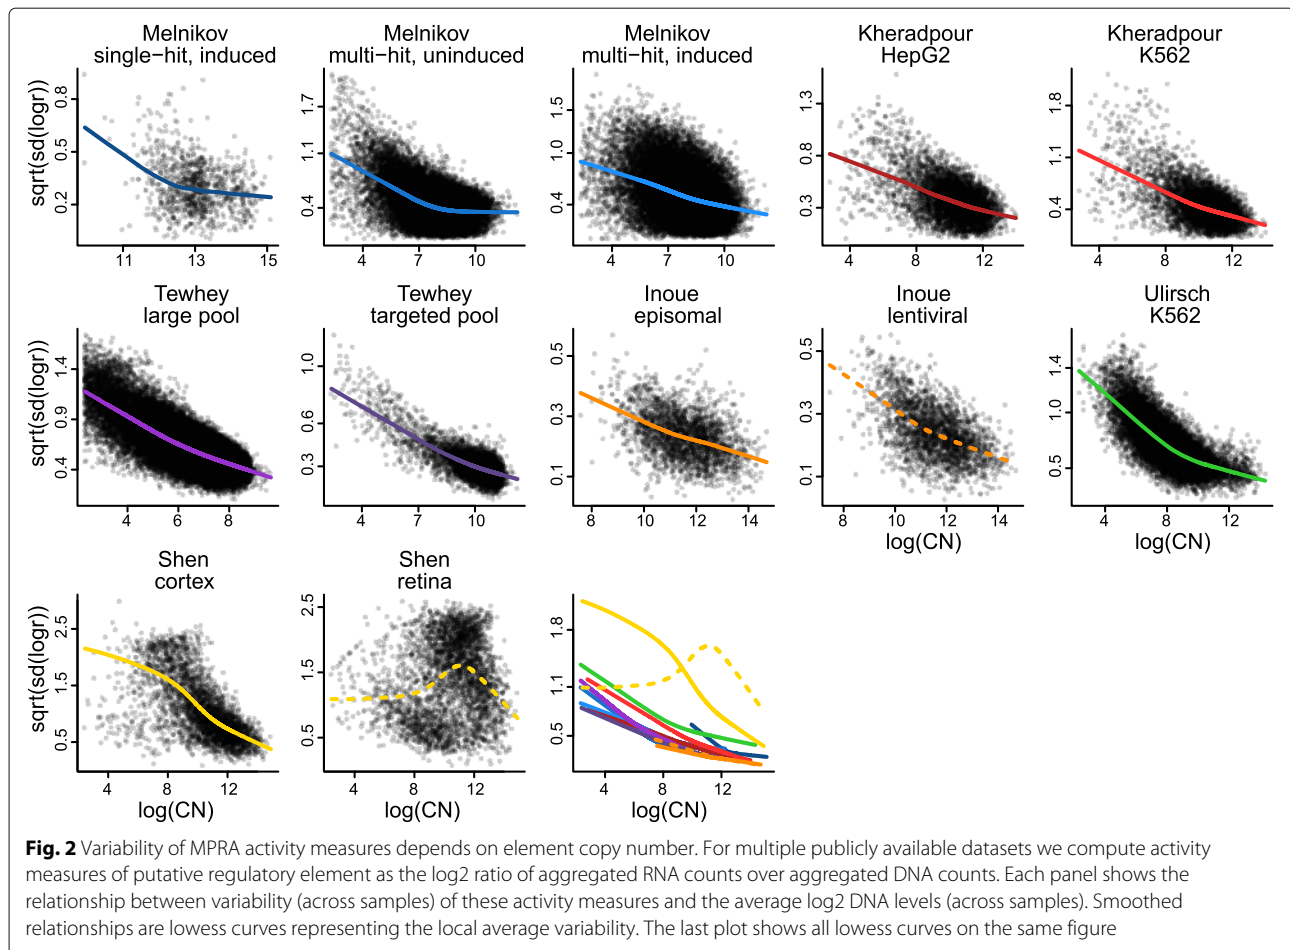 Melnikov
single−hit, induced
Melnikov
multi−hit, uninduced
Melnikov
multi−hit, induced
Kheradpour
HepG2
Kheradpour
K562
sqrt(sd(logr))
0.8
0.5
0.2
11 13 15
1.7
1.1
0.4
4 7 10
1.5
1.0
0.4
4 7 10
1.3
0.8
0.3
4 8 12
1.8
1.1
0.4
4 8 12
Tewhey
large pool
Tewhey
targeted pool
Inoue
episomal
Inoue
lentiviral
Ulirsch
K562
sqrt(sd(logr))
1.4
0.9
0.4
4 6 8
1.0
0.6
0.3
4 7 10
0.5
0.3
0.1
8 10 12 14
0.5
0.3
0.1
8 10 12 14
log(CN)
1.4
1.0
0.5
4 8 12
log(CN)
Shen
cortex
Shen
retina
sqrt(sd(logr))
2.5
1.5
0.5
4 8 12
log(CN)
2.5
1.5
0.5
4 8 12
log(CN)
1.8
1.1
0.5
4 8 12
log(CN)
Fig. 2 Variability of MPRA activity measures depends on element copy number. For multiple publicly available datasets we compute activity
measures of putative regulatory element as the log2 ratio of aggregated RNA counts over aggregated DNA counts. Each panel shows the
relationship between variability (across samples) of these activity measures and the average log2 DNA levels (across samples). Smoothed
relationships are lowess curves representing the local average variability. The last plot shows all lowess curves on the same figure